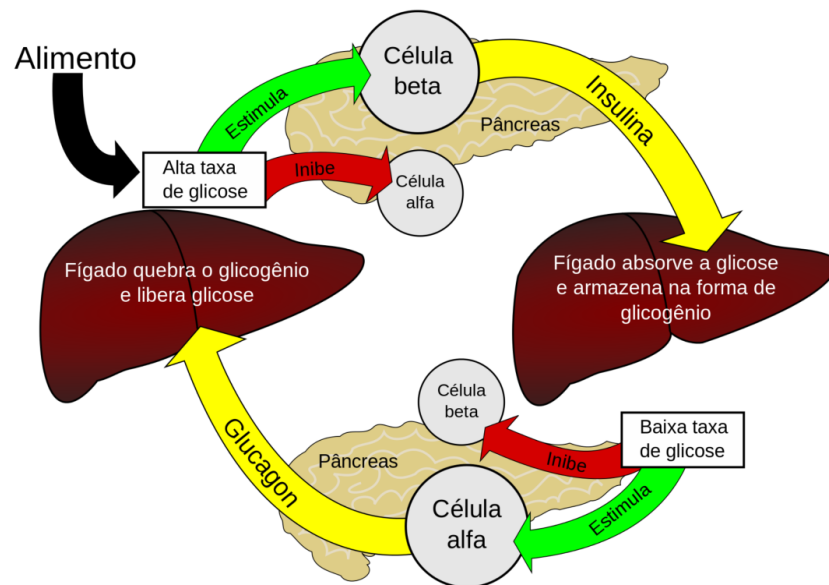 Alimento
Célula
beta
Estimula
Insulina
Pâncreas
Alta taxa
de glicose
Inibe
Célula
alfa
Fígado quebra o glicogênio
e libera glicose
Fígado absorve a glicose
e armazena na forma de
glicogênio
Célula
beta
Baixa taxa
de glicose
Inibe
Pâncreas
Glucagon
Célula
alfa
Estimula